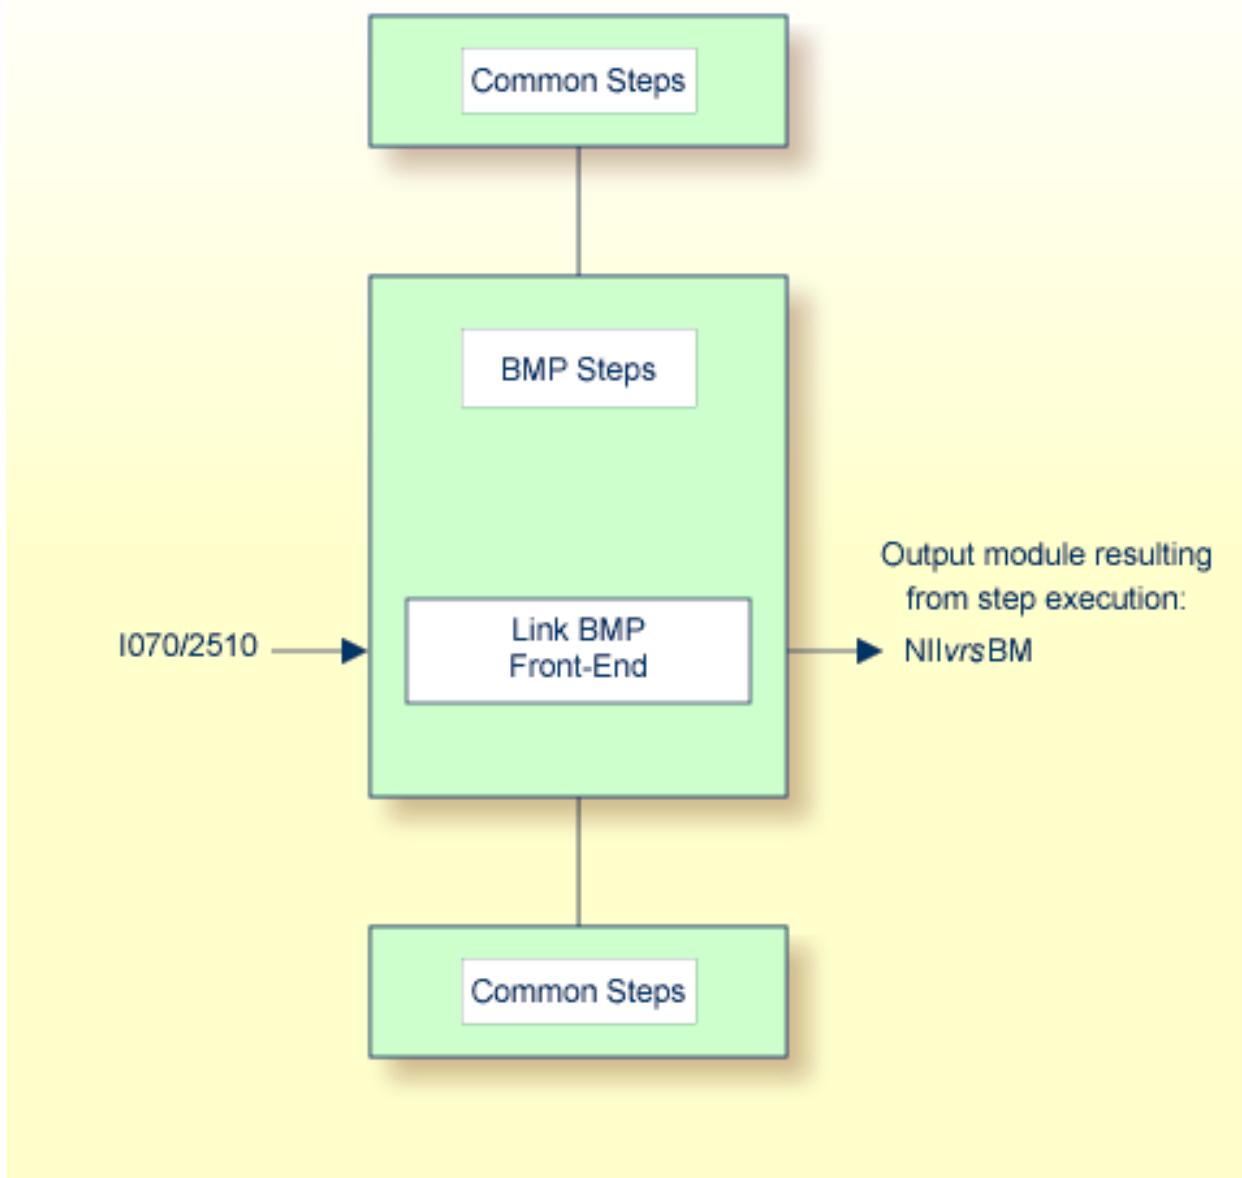 Common Steps
BMP Steps
Output module resulting
from step execution:
I070/2510
Link BMP
Front-End
NIIvrsBM
Common Steps